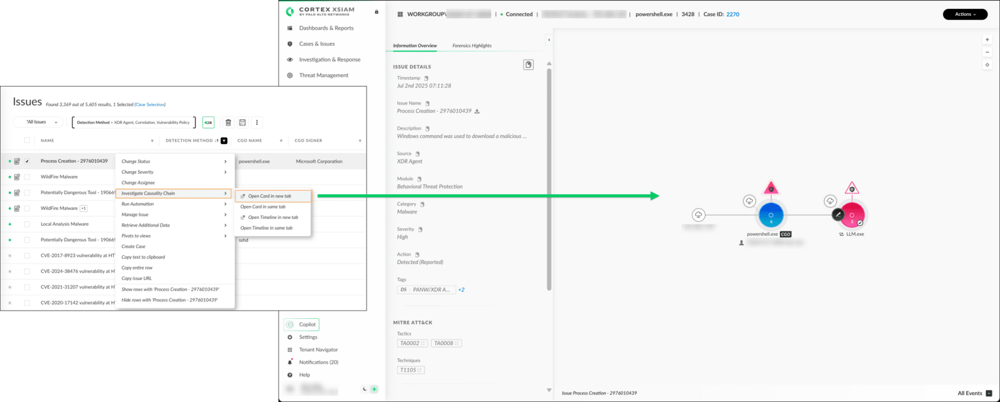 CORTEX XSIAM
BY PALO ALTO NETWORKS
Dashboards & Reports
Cases & Issues
Investigation & Response
Threat Management
Issues Found 3,369 out of 5,605 results, 1 Selected (Clear Selection)
*All Issues
Detection Method = XDR Agent, Correlation, Vulnerability Policy
OR
NAME DETECTION METHOD CGO NAME CGO SIGNER
Process Creation - 2976010439 powershell.exe Microsoft Corporation
WildFire Malware
Potentially Dangerous Tool - 19066
WildFire Malware +1
Local Analysis Malware
Potentially Dangerous Tool - 19066 sshd
CVE-2017-8923 vulnerability at HT
CVE-2024-38476 vulnerability at H
CVE-2021-31207 vulnerability at H
CVE-2020-17142 vulnerability at H
Change Status
Change Severity
Change Assignee
Investigate Causality Chain
Run Automation
Manage Issue
Retrieve Additional Data
Pivots to views
Create Case
Copy text to clipboard
Copy entire row
Copy issue URL
Show rows with 'Process Creation - 2976010439'
Hide rows with 'Process Creation - 2976010439'
Open Card in new tab
Open Card in same tab
Open Timeline in new tab
Open Timeline in same tab
Copilot
Settings
Tenant Navigator
Notifications (20)
Help
WORKGROUP\ | Connected | | powershell.exe | 3428 | Case ID: 2270
Actions
Information Overview Forensics Highlights
ISSUE DETAILS
Timestamp
Jul 2nd 2025 07:11:28
Issue Name
Process Creation - 2976010439
Description
Windows command was used to download a malicious ...
Source
XDR Agent
Module
Behavioral Threat Protection
Category
Malware
Severity
High
Action
Detected (Reported)
Tags
DS PANW/XDR A... +2
MITRE ATT&CK
Tactics
TA0002 TA0008
Techniques
T1105
6
3
powershell.exe CGO
LLM.exe
Issue Process Creation - 2976010439
All Events